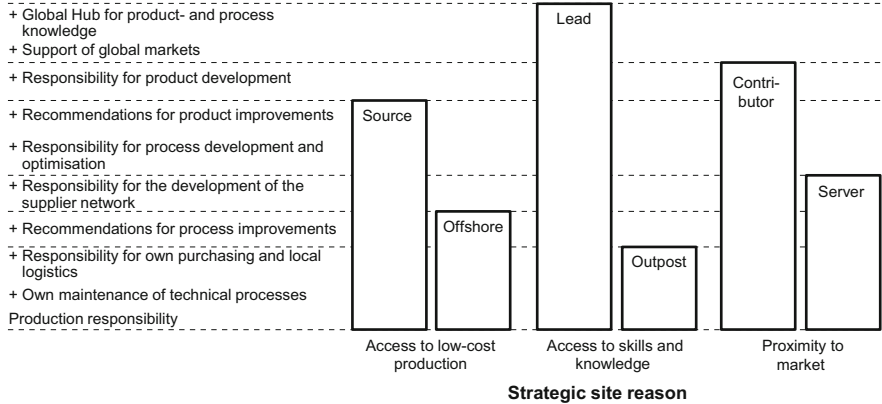 + Global Hub for product- and process
knowledge
+ Support of global markets
+ Responsibility for product development
+ Recommendations for product improvements
+ Responsibility for process development and
optimisation
+ Responsibility for the development of the
supplier network
+ Recommendations for process improvements
+ Responsibility for own purchasing and local
logistics
+ Own maintenance of technical processes
Production responsibility
Source
Offshore
Lead
Outpost
Contri-
butor
Server
Access to low-cost
production
Access to skills and
knowledge
Proximity to
market
Strategic site reason